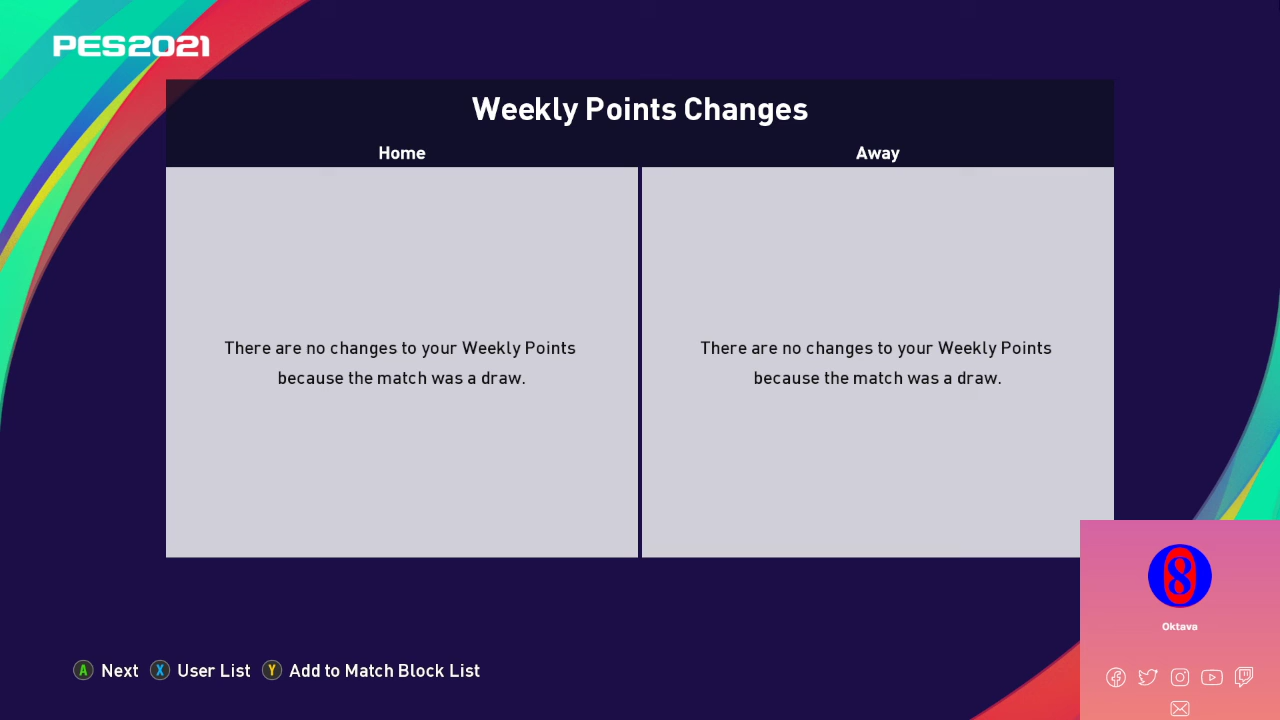 PES2021
Weekly Points Changes
Home
Away
There are no changes to your Weekly Points
because the match was a draw.
There are no changes to your Weekly Points
because the match was a draw.
8
Oktava
A Next X User List Y Add to Match Block List